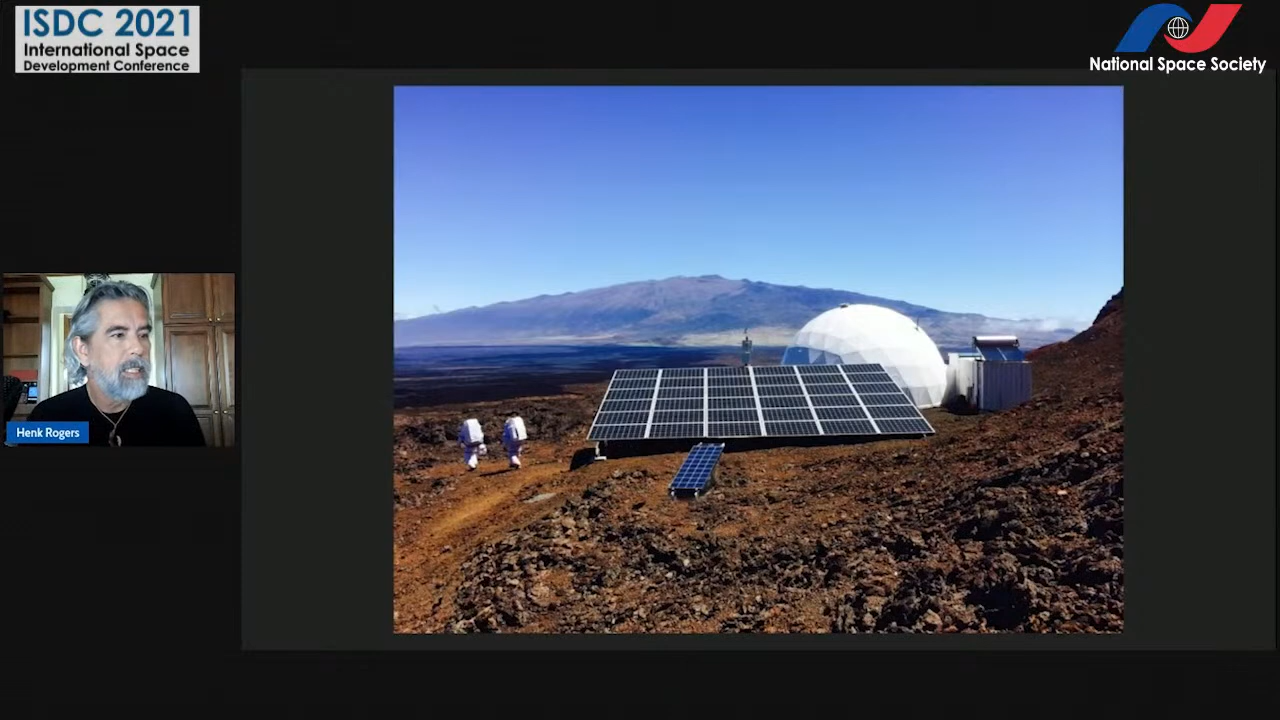 ISDC 2021
International Space
Development Conference
National Space Society
Henk Rogers